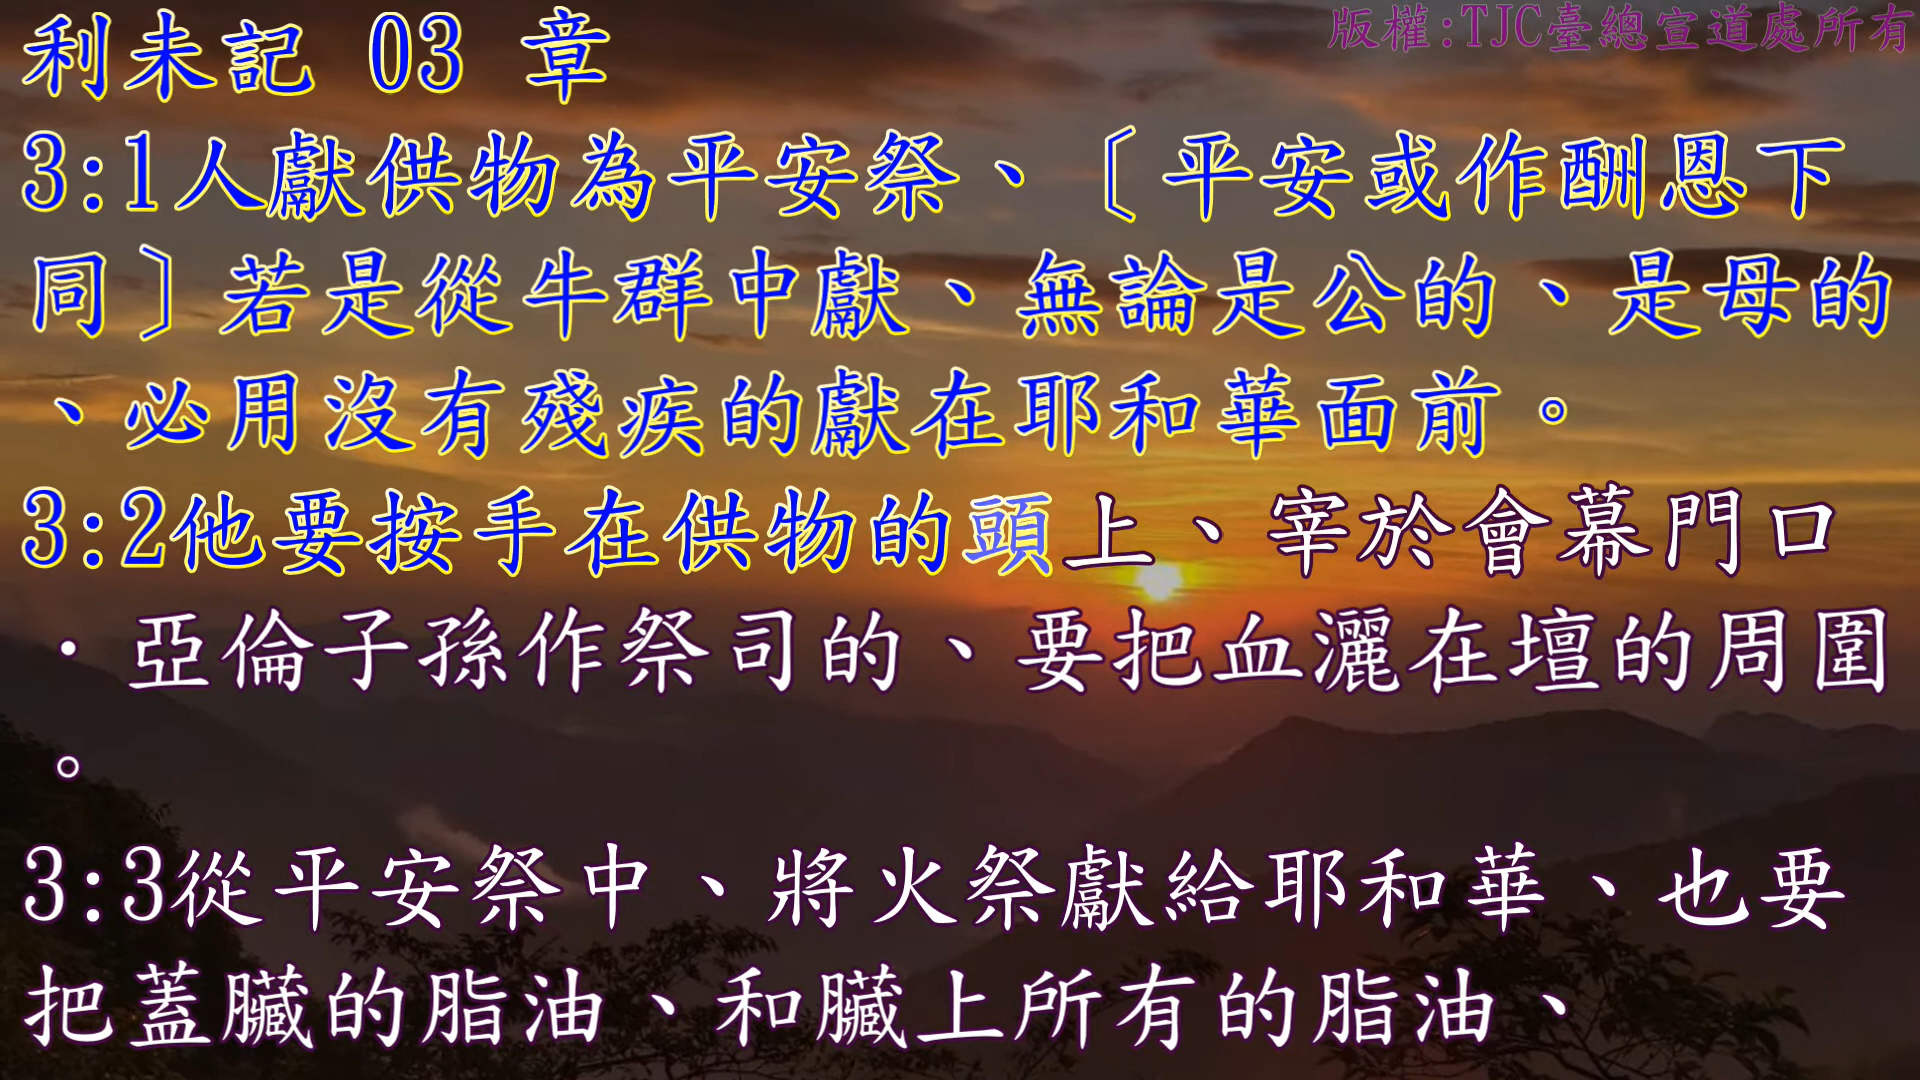 利未記 03 章
版權:TJC臺總宣道處所有
3:1人獻供物為平安祭、〔平安或作酬恩下
同〕若是從牛群中獻、無論是公的、是母的
、必用沒有殘疾的獻在耶和華面前。
3:2他要按手在供物的頭上、宰於會幕門口
．亞倫子孫作祭司的、要把血灑在壇的周圍
。
3:3從平安祭中、將火祭獻給耶和華、也要
把蓋臟的脂油、和臟上所有的脂油、